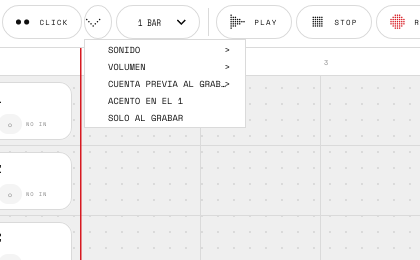 CLICK
1 BAR
PLAY
STOP
SONIDO >
VOLUMEN >
CUENTA PREVIA AL GRAB…>
ACENTO EN EL 1
SOLO AL GRABAR
3
NO IN
NO IN